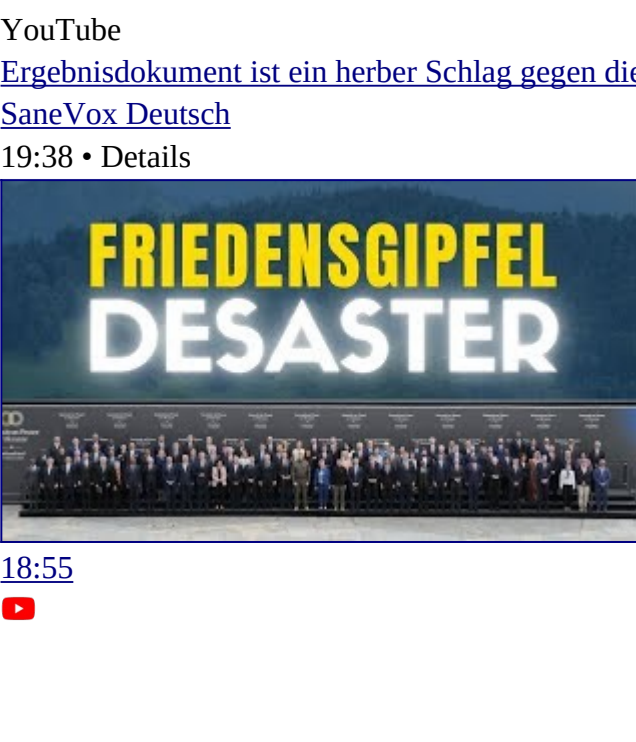 YouTube
Ergebnisdokument ist ein herber Schlag gegen die
SaneVox Deutsch
19:38 • Details
FRIEDENSGIPFEL
DESASTER
18:55